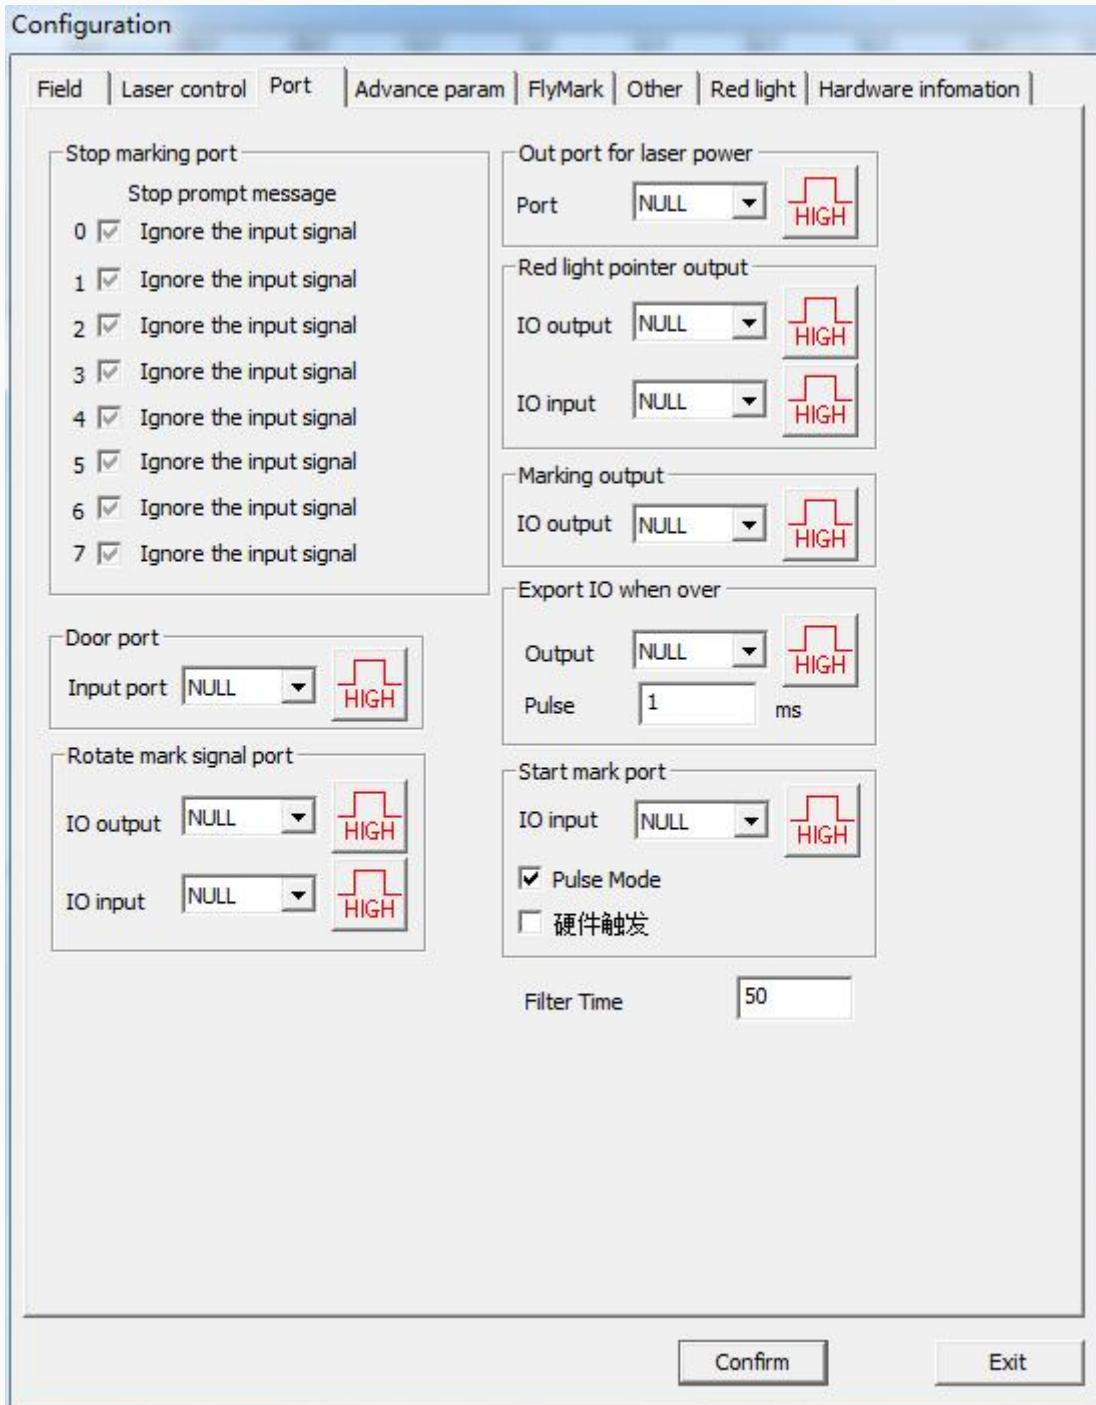 Configuration
Field
Laser control
Port
Advance param
FlyMark
Other
Red light
Hardware infomation
Stop marking port
Stop prompt message
0 Ignore the input signal
1 Ignore the input signal
2 Ignore the input signal
3 Ignore the input signal
4 Ignore the input signal
5 Ignore the input signal
6 Ignore the input signal
7 Ignore the input signal
Door port
Input port NULL HIGH
Rotate mark signal port
IO output NULL HIGH
IO input NULL HIGH
Out port for laser power
Port NULL HIGH
Red light pointer output
IO output NULL HIGH
IO input NULL HIGH
Marking output
IO output NULL HIGH
Export IO when over
Output NULL HIGH
Pulse 1 ms
Start mark port
IO input NULL HIGH
Pulse Mode
硬件触发
Filter Time 50
Confirm
Exit